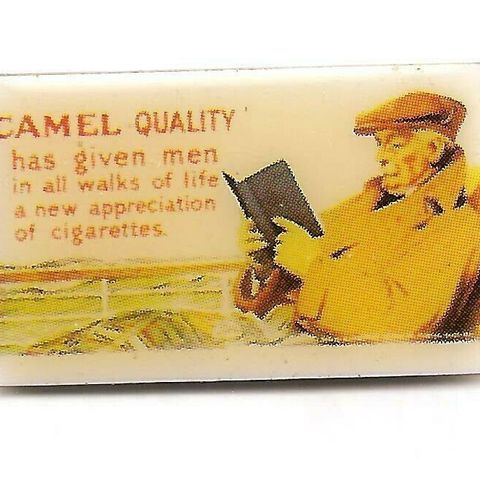 CAMEL QUALITY
has given men
in all walks of life
a new appreciation
of cigarettes.